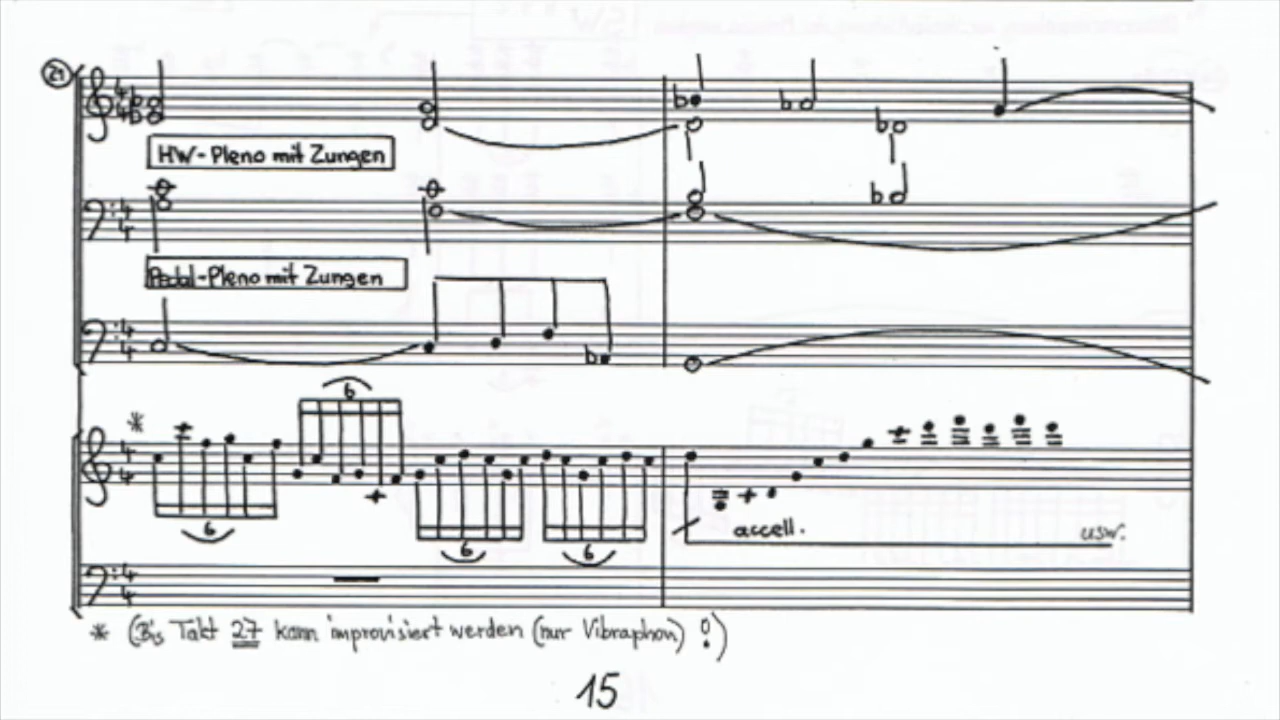 21
HW-Pleno mit Zungen
Pedal-Pleno mit Zungen
6
*
6
6
6
accell.
usw.
* (Bis Takt 27 kann improvisiert werden (nur Vibraphon) !)
15